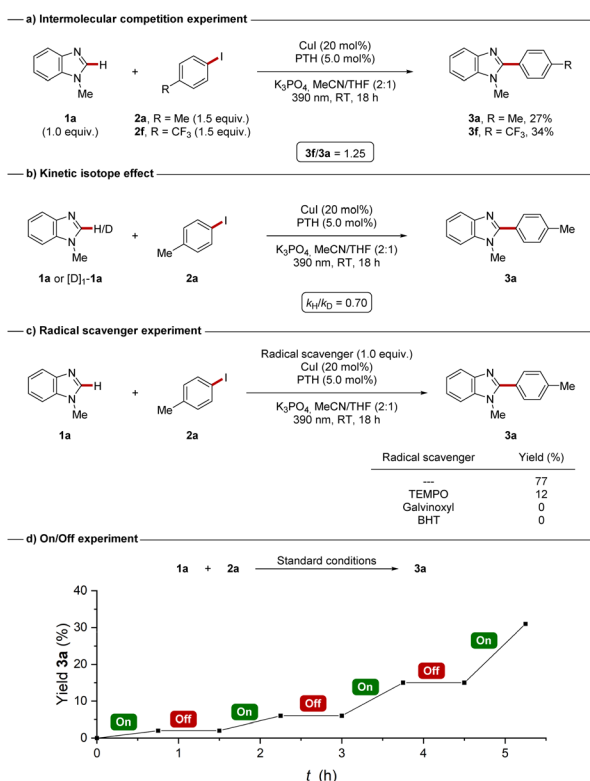 a) Intermolecular competition experiment
N
N
Me
H
1a
(1.0 equiv.)
+
I
R
2a, R = Me (1.5 equiv.)
2f, R = CF3 (1.5 equiv.)
CuI (20 mol%)
PTH (5.0 mol%)
K3PO4, MeCN/THF (2:1)
390 nm, RT, 18 h
N
N
Me
R
3a, R = Me, 27%
3f, R = CF3, 34%
3f/3a = 1.25
b) Kinetic isotope effect
N
N
Me
H/D
1a or [D]1-1a
+
I
Me
2a
CuI (20 mol%)
PTH (5.0 mol%)
K3PO4, MeCN/THF (2:1)
390 nm, RT, 18 h
N
N
Me
Me
3a
kH/kD = 0.70
c) Radical scavenger experiment
N
N
Me
H
1a
+
I
Me
2a
Radical scavenger (1.0 equiv.)
CuI (20 mol%)
PTH (5.0 mol%)
K3PO4, MeCN/THF (2:1)
390 nm, RT, 18 h
N
N
Me
Me
3a
Radical scavenger Yield (%)
--- 77
TEMPO 12
Galvinoxyl 0
BHT 0
d) On/Off experiment
1a + 2a Standard conditions 3a
Yield 3a (%)
40
30
20
10
0
On
Off
On
Off
On
Off
On
0 1 2 3 4 5
t (h)